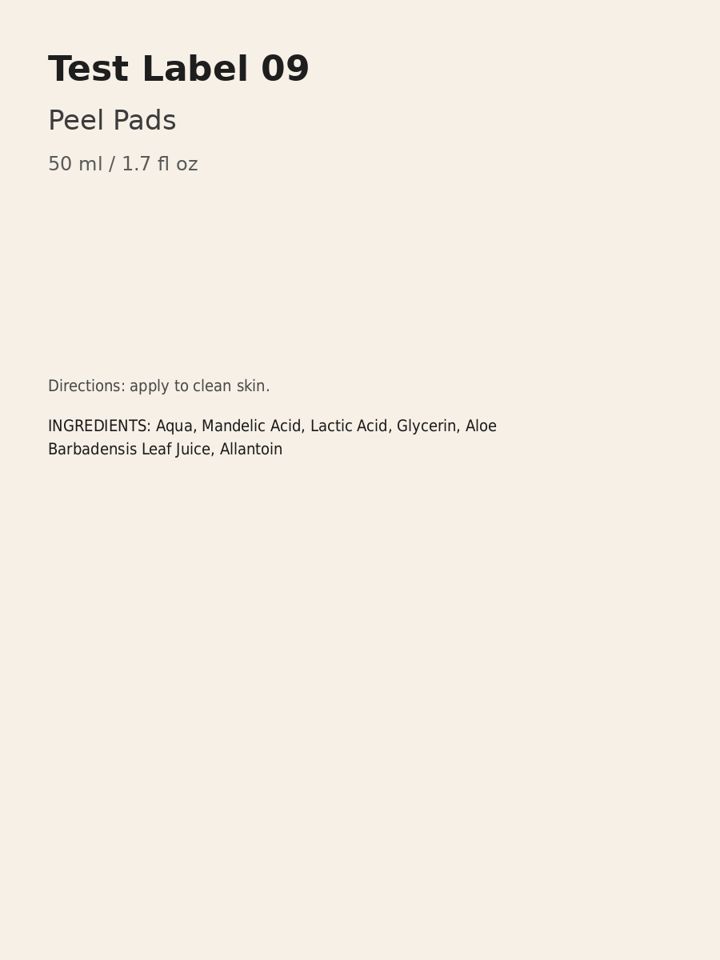 Test Label 09
Peel Pads
50 ml / 1.7 fl oz
Directions: apply to clean skin.
INGREDIENTS: Aqua, Mandelic Acid, Lactic Acid, Glycerin, Aloe
Barbadensis Leaf Juice, Allantoin